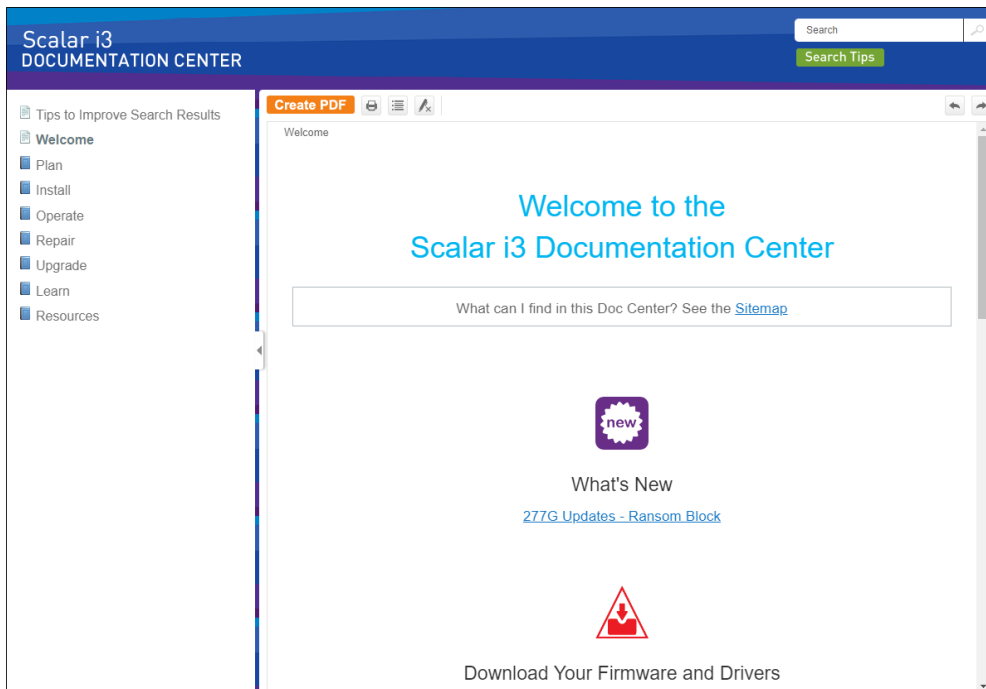 Scalar i3
DOCUMENTATION CENTER
Search
Search Tips
Tips to Improve Search Results
Welcome
Plan
Install
Operate
Repair
Upgrade
Learn
Resources
Create PDF
Welcome
Welcome to the
Scalar i3 Documentation Center
What can I find in this Doc Center? See the Sitemap
new
What's New
277G Updates - Ransom Block
Download Your Firmware and Drivers